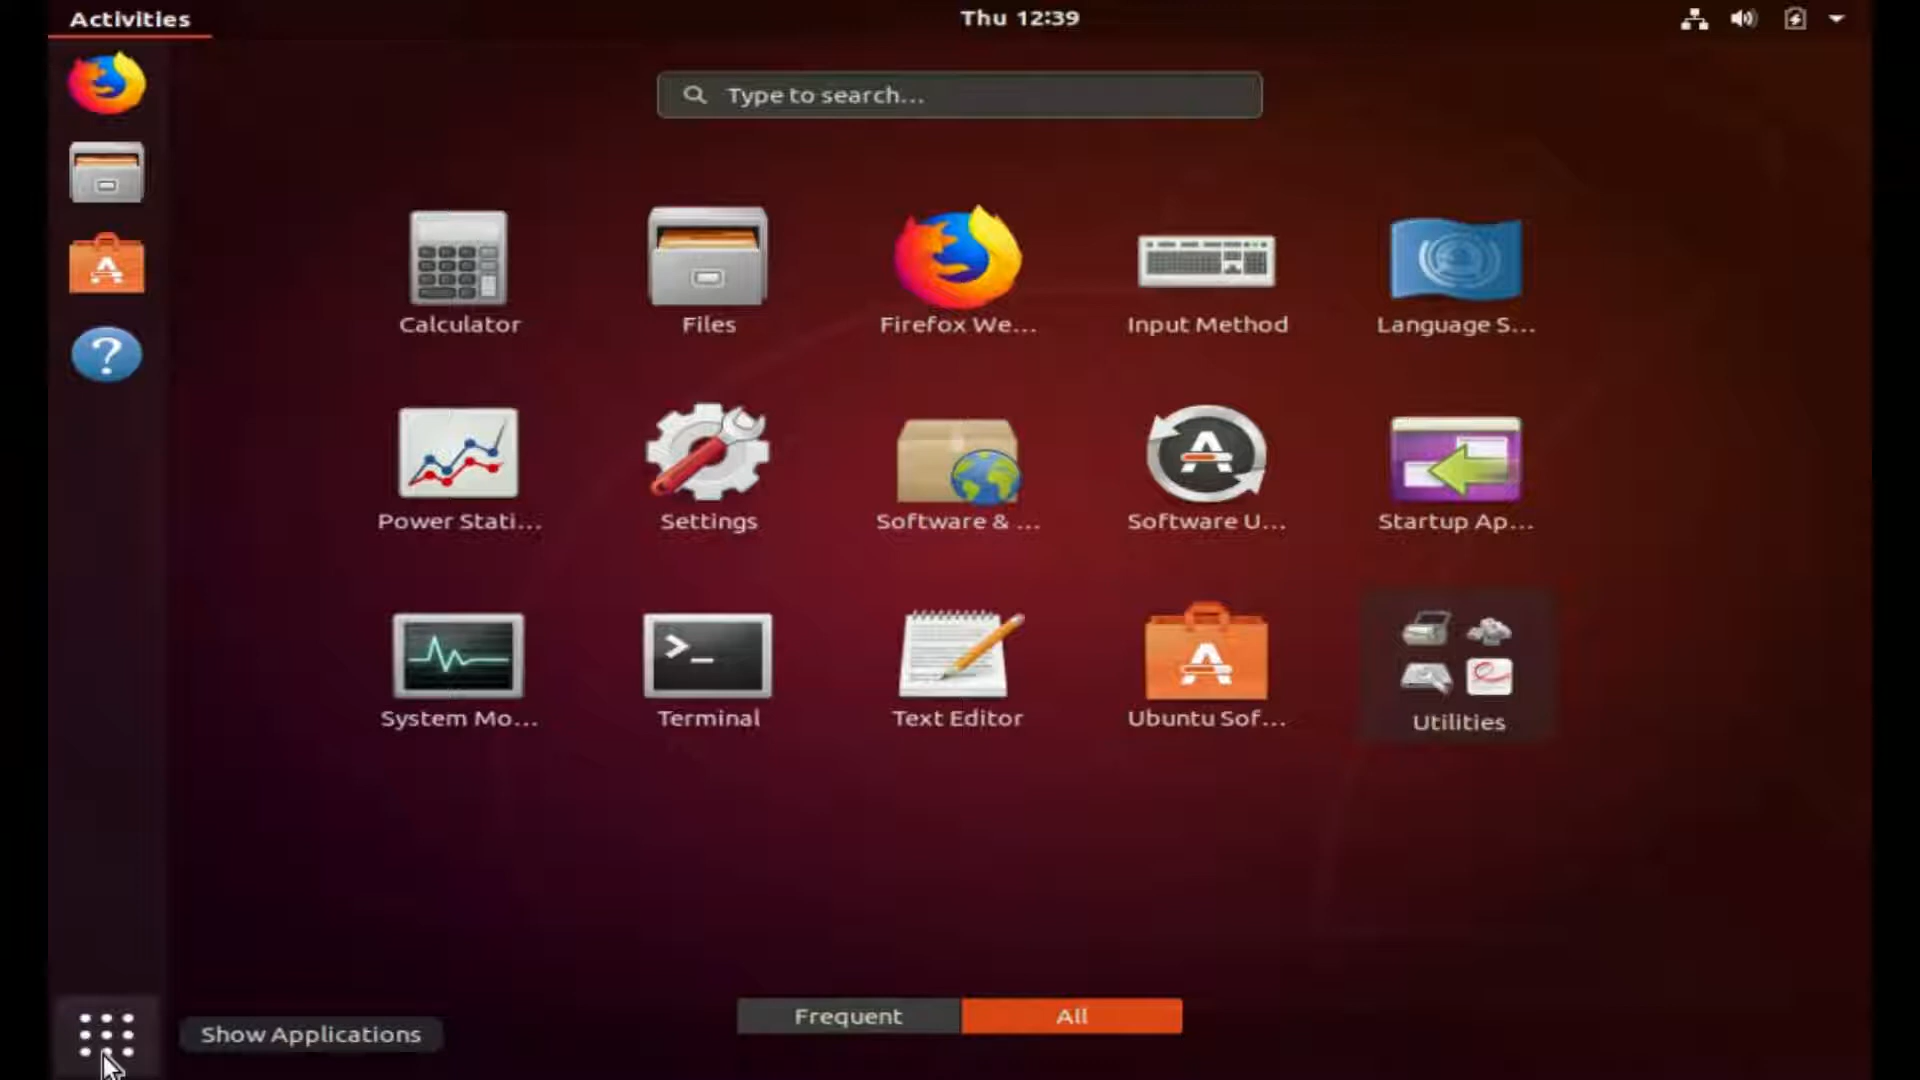 Activities
Thu 12:39
Type to search...
Calculator
Files
Firefox We...
Input Method
Language S...
Power Stati...
Settings
Software & ...
Software U...
Startup Ap...
System Mo...
Terminal
Text Editor
Ubuntu Sof...
Utilities
Frequent
All
Show Applications